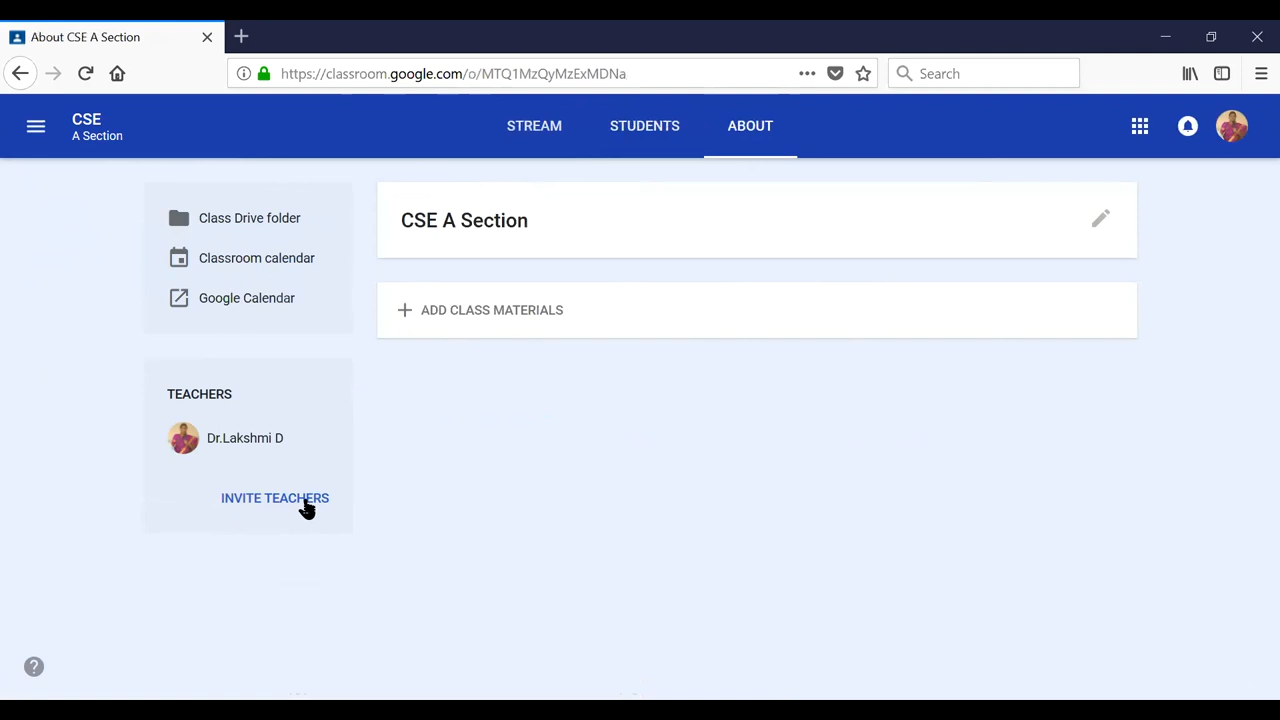 About CSE A Section
https://classroom.google.com/o/MTQ1MzQyMzExMDNa
Search
CSE
A Section
STREAM
STUDENTS
ABOUT
Class Drive folder
Classroom calendar
Google Calendar
CSE A Section
ADD CLASS MATERIALS
TEACHERS
Dr.Lakshmi D
INVITE TEACHERS